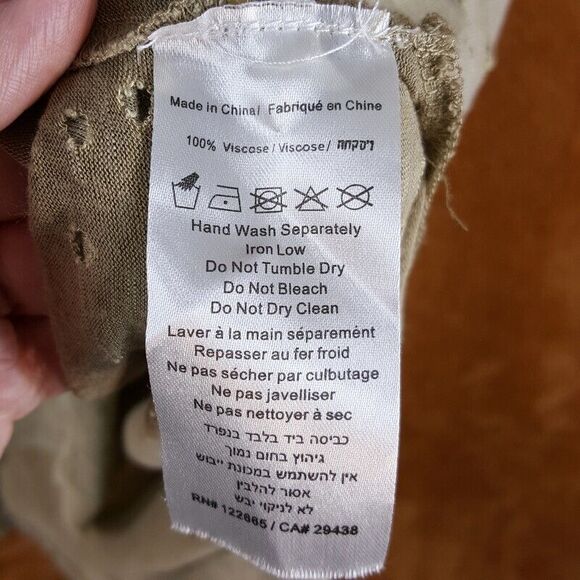 Made in China/ Fabriqué en Chine
100% Viscose / Viscose/ ויסקוזה
Hand Wash Separately
Iron Low
Do Not Tumble Dry
Do Not Bleach
Do Not Dry Clean
Laver à la main séparément
Repasser au fer froid
Ne pas sécher par culbutage
Ne pas javelliser
Ne pas nettoyer à sec
כביסה ביד בלבד בנפרד
גיהוץ בחום נמוך
אין להשתמש במכונת ייבוש
אסור להלבין
לא לניקוי יבש
RN# 122665 / CA# 29438